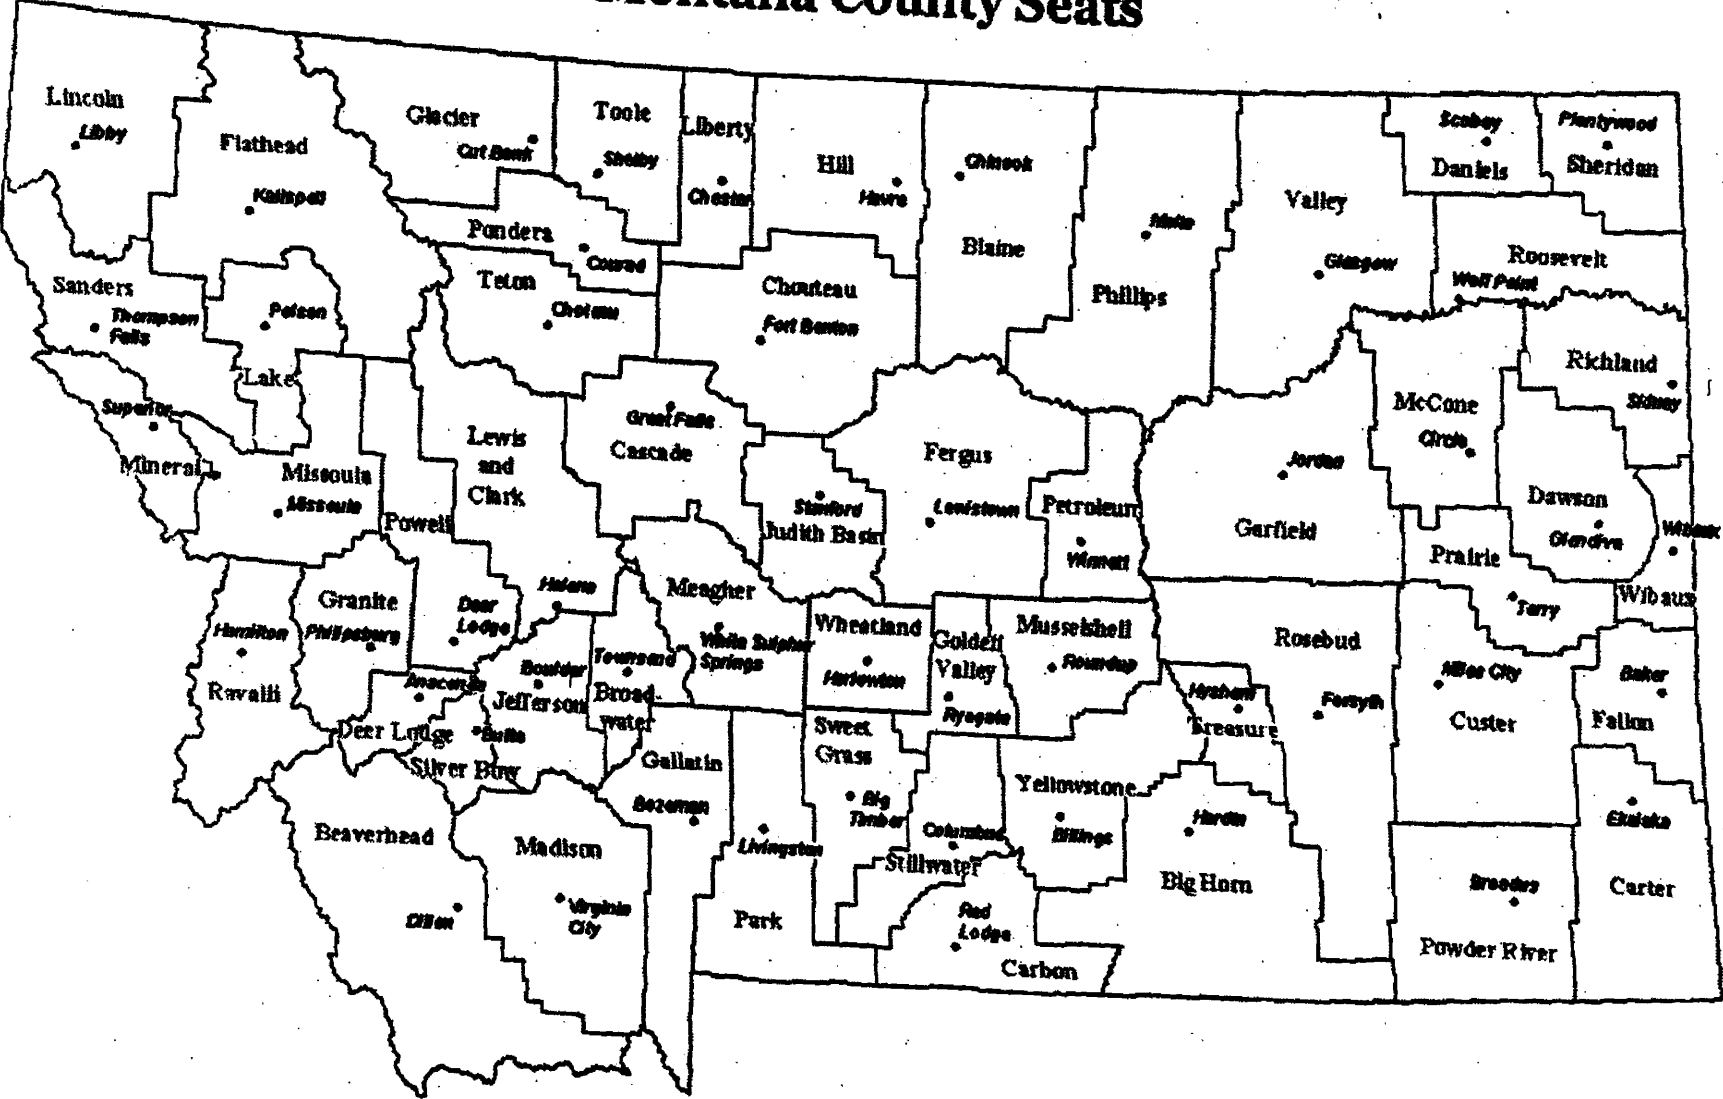 Montana County Seats
Lincoln
Libby
Flathead
Kalispell
Glacier
Cut Bank
Toole
Shelby
Liberty
Chester
Hill
Havre
Chinook
Blaine
Malta
Phillips
Valley
Glasgow
Scobey
Daniels
Plentywood
Sheridan
Roosevelt
Wolf Point
Pondera
Conrad
Teton
Choteau
Chouteau
Fort Benton
Sanders
Thompson
Falls
Polson
Lake
Superior
Mineral
Missoula
Missoula
Powell
Deer
Lodge
Lewis
and
Clark
Helena
Great Falls
Cascade
Stanford
Judith Basin
Fergus
Lewistown
Petroleum
Winnett
Jordan
Garfield
McCone
Circle
Richland
Sidney
Dawson
Glendive
Wibaux
Wibaux
Prairie
Terry
Granite
Philipsburg
Hamilton
Ravalli
Anaconda
Deer Lodge
Butte
Silver Bow
Boulder
Jefferson
Townsend
Broad-
water
Meagher
White Sulphur
Springs
Wheatland
Harlowton
Golden
Valley
Ryegate
Musselshell
Roundup
Hysham
Treasure
Rosebud
Forsyth
Miles City
Custer
Baker
Fallon
Beaverhead
Dillon
Madison
Virginia
City
Gallatin
Bozeman
Livingston
Park
Sweet
Grass
Big
Timber
Columbus
Stillwater
Yellowstone
Billings
Red
Lodge
Carbon
Hardin
Big Horn
Broadus
Powder River
Ekalaka
Carter